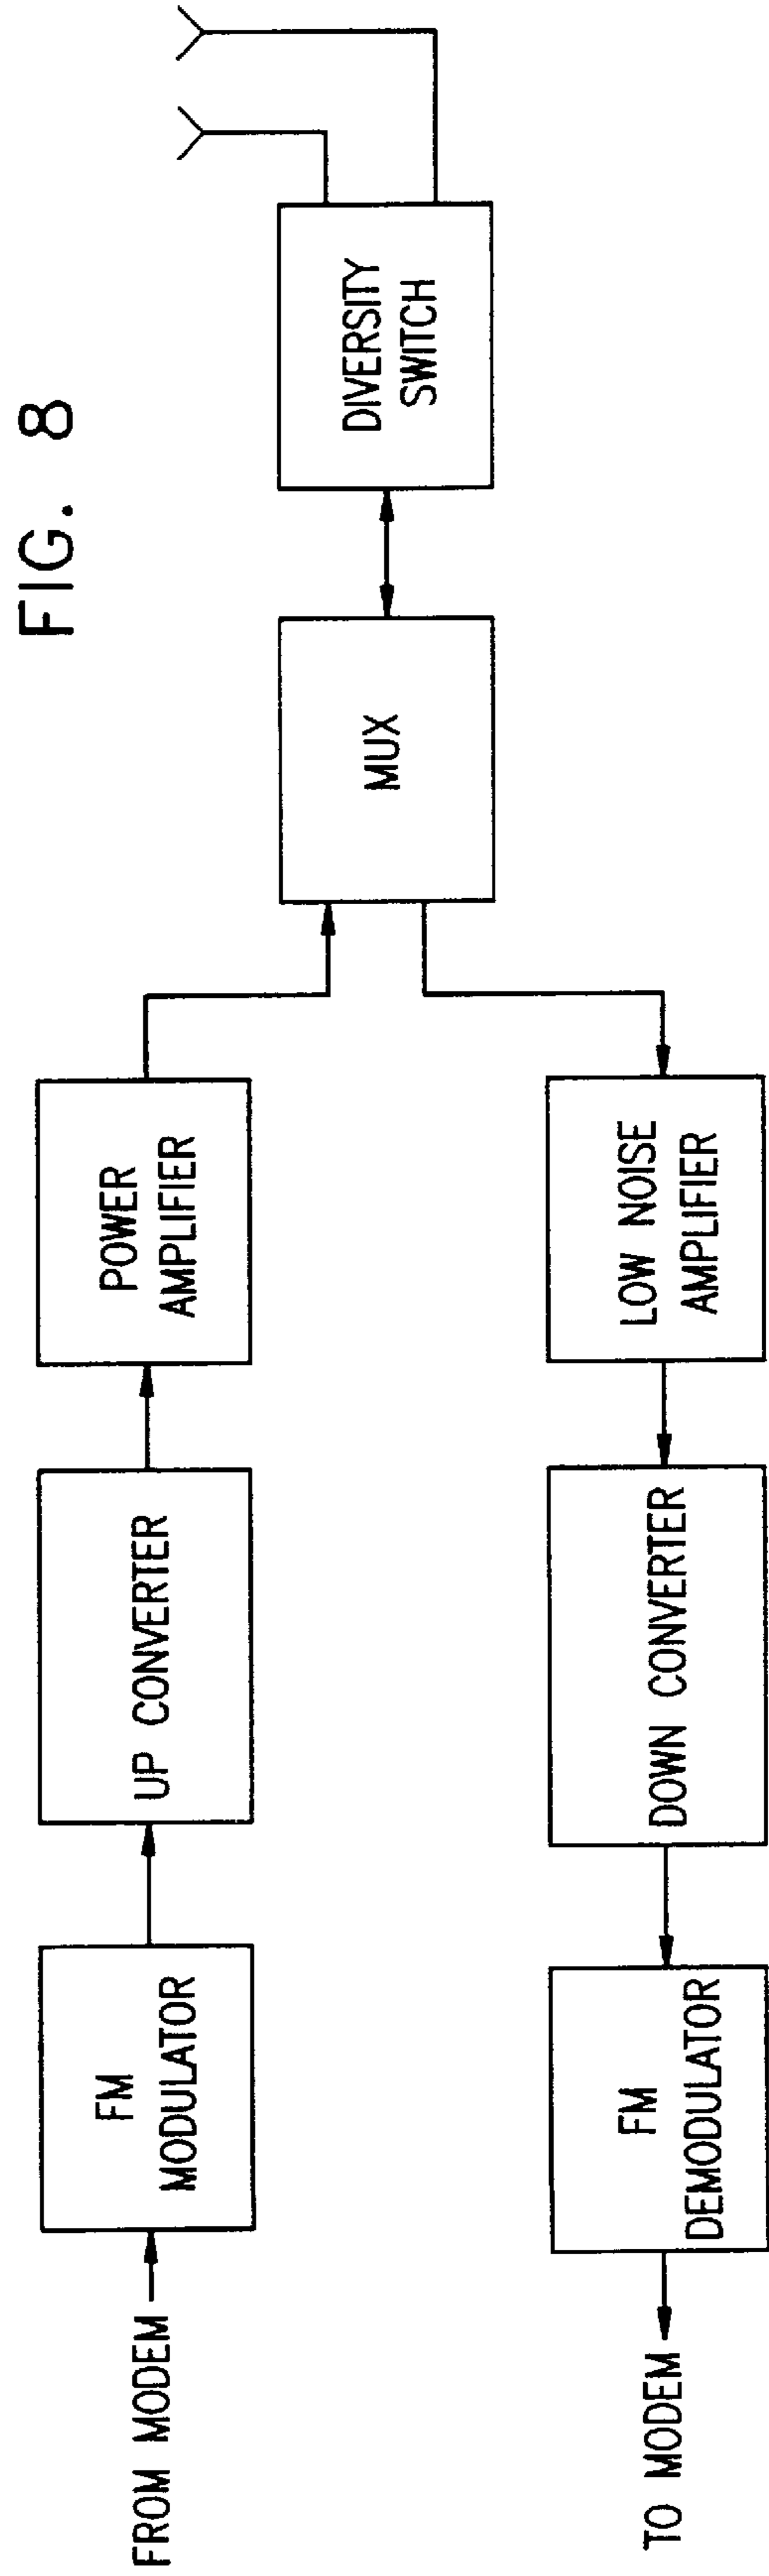 FIG. 8
FROM MODEM
FM
MODULATOR
UP CONVERTER
POWER
AMPLIFIER
MUX
DIVERSITY
SWITCH
LOW NOISE
AMPLIFIER
DOWN CONVERTER
FM
DEMODULATOR
TO MODEM